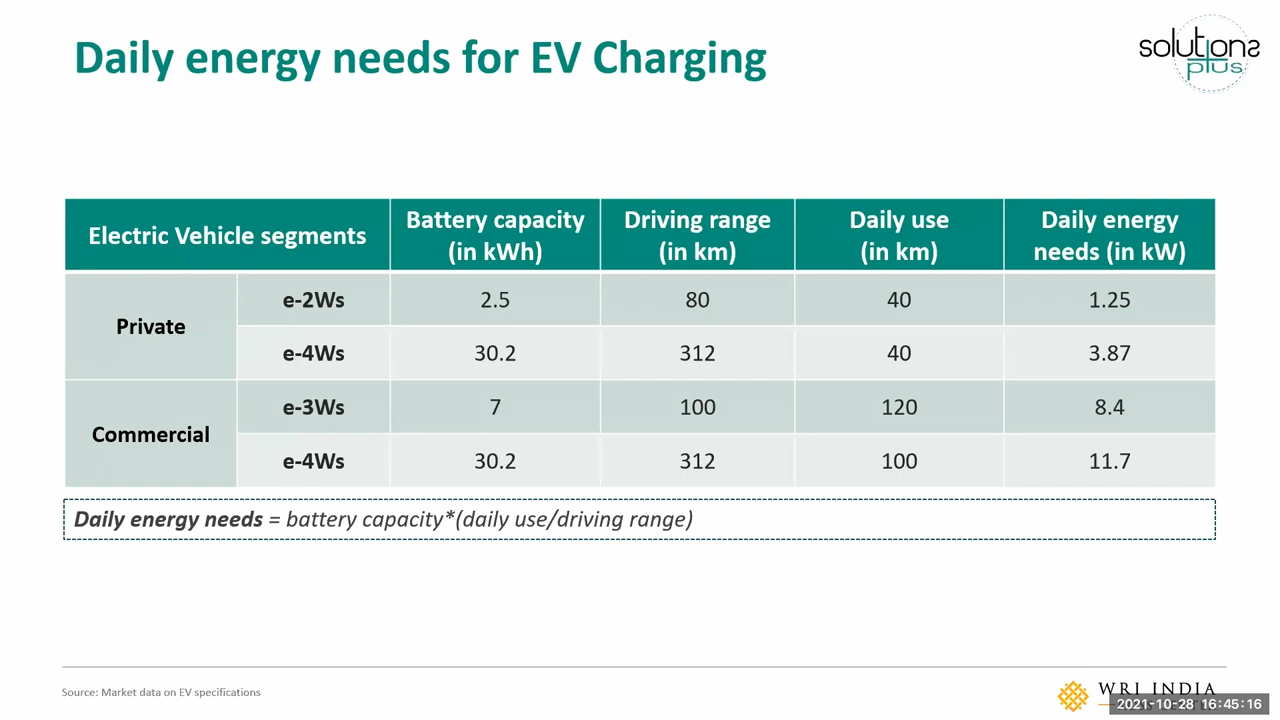 Daily energy needs for EV Charging
solutions
plus
Electric Vehicle segments Battery capacity (in kWh) Driving range (in km) Daily use (in km) Daily energy needs (in kW)
Private e-2Ws 2.5 80 40 1.25
e-4Ws 30.2 312 40 3.87
Commercial e-3Ws 7 100 120 8.4
e-4Ws 30.2 312 100 11.7
Daily energy needs = battery capacity*(daily use/driving range)
Source: Market data on EV specifications
WRI INDIA
2021-10-28 16:45:16